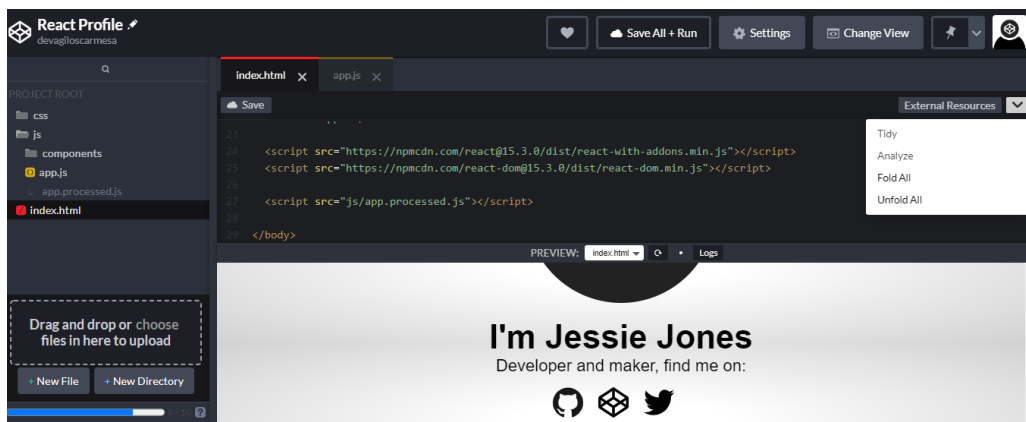 React Profile
devagiloscarmesa
Save All + Run
Settings
Change View
PROJECT ROOT
css
js
components
app.js
app.processed.js
index.html
Drag and drop or choose
files in here to upload
+ New File
+ New Directory
/ 10 ?
index.html X
app.js X
Save
External Resources
Tidy
Analyze
Fold All
Unfold All
23
24 <script src="https://npmcdn.com/react@15.3.0/dist/react-with-addons.min.js"></script>
25 <script src="https://npmcdn.com/react-dom@15.3.0/dist/react-dom.min.js"></script>
26
27 <script src="js/app.processed.js"></script>
28
29 </body>
PREVIEW: index.html
Logs
I'm Jessie Jones
Developer and maker, find me on: